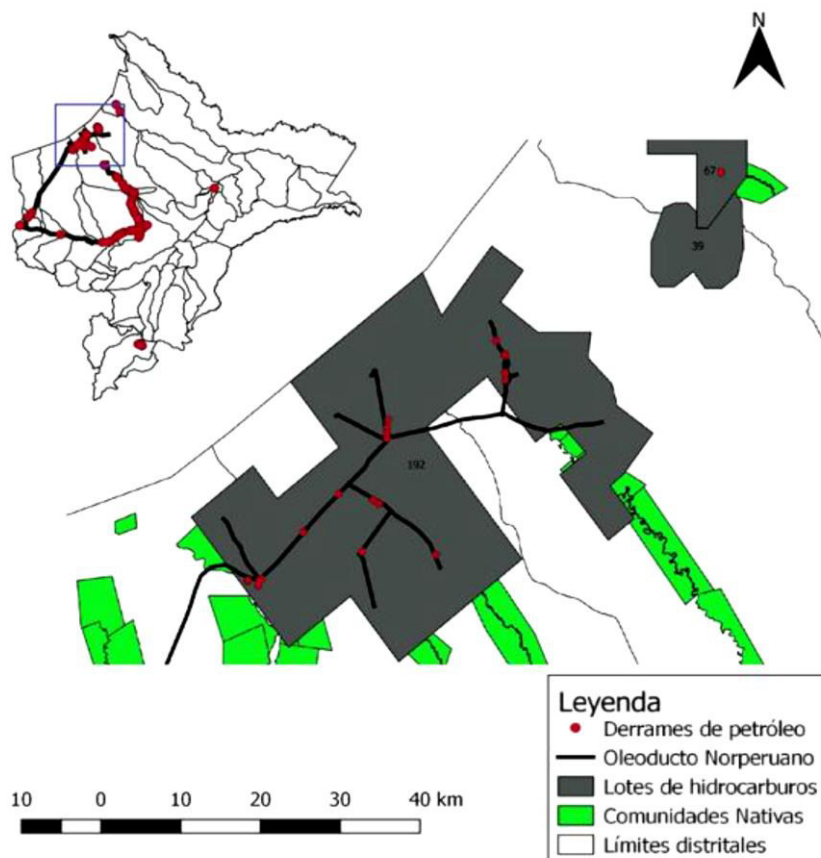 N
67
39
192
Leyenda
Derrames de petróleo
Oleoducto Norperuano
Lotes de hidrocarburos
Comunidades Nativas
Límites distritales
10 0 10 20 30 40 km